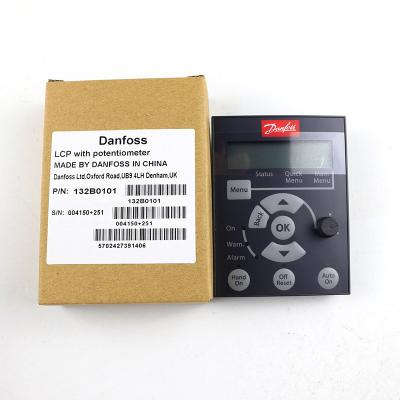 Danfoss
LCP with potentiometer
MADE BY DANFOSS IN CHINA
Danfoss Ltd.Oxford Road,UB9 4LH Denham,UK
P/N: 132B0101
132B0101
S/N: 004150+251
004150+251
5702427391406
Danfoss
Status Quick Menu Main Menu
Menu
Back
OK
On
Warn.
Alarm
Hand On
Off Reset
Auto On